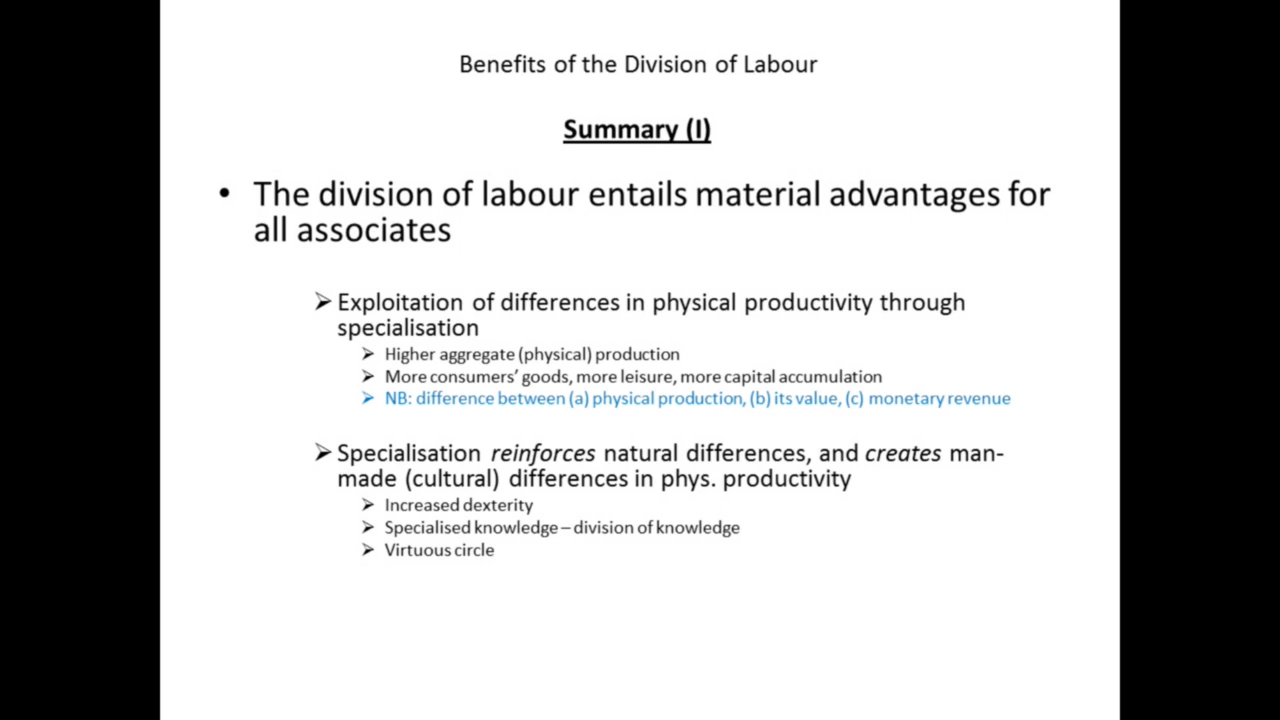 Benefits of the Division of Labour
Summary (I)
• The division of labour entails material advantages for
all associates
➢ Exploitation of differences in physical productivity through
specialisation
➢ Higher aggregate (physical) production
➢ More consumers’ goods, more leisure, more capital accumulation
➢ NB: difference between (a) physical production, (b) its value, (c) monetary revenue
➢ Specialisation reinforces natural differences, and creates man-
made (cultural) differences in phys. productivity
➢ Increased dexterity
➢ Specialised knowledge – division of knowledge
➢ Virtuous circle